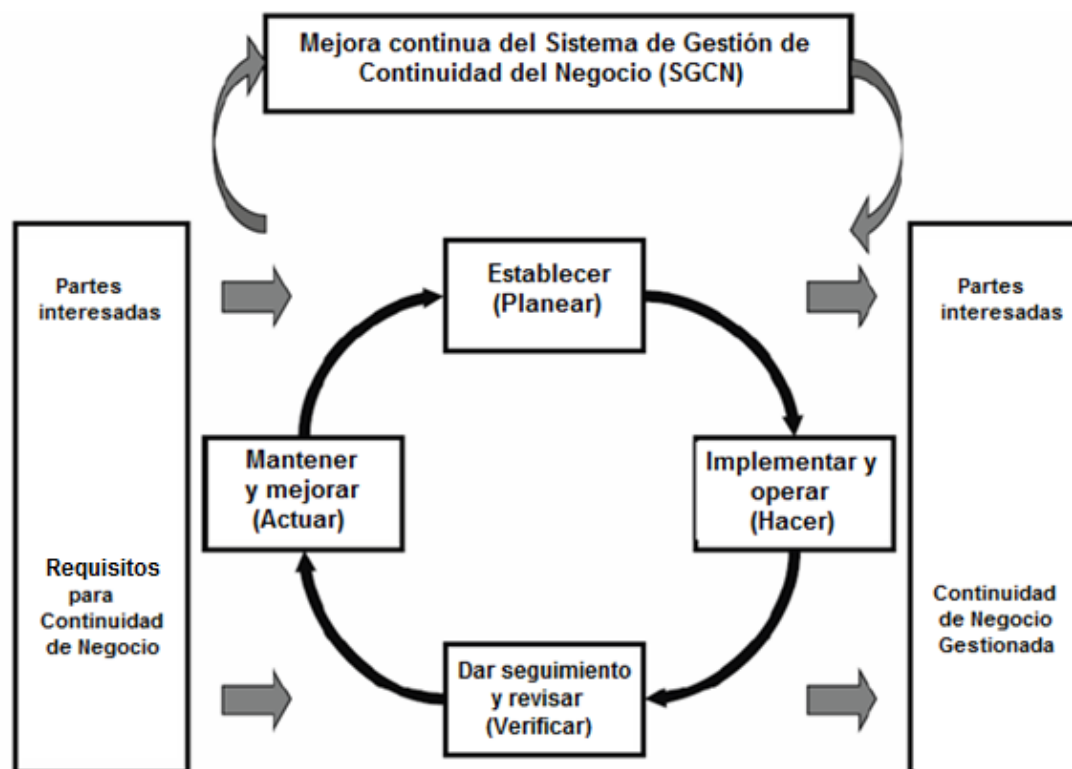 Mejora continua del Sistema de Gestión de
Continuidad del Negocio (SGCN)
Partes
interesadas
Requisitos
para
Continuidad
de Negocio
Establecer
(Planear)
Implementar y
operar
(Hacer)
Dar seguimiento
y revisar
(Verificar)
Mantener
y mejorar
(Actuar)
Partes
interesadas
Continuidad
de Negocio
Gestionada